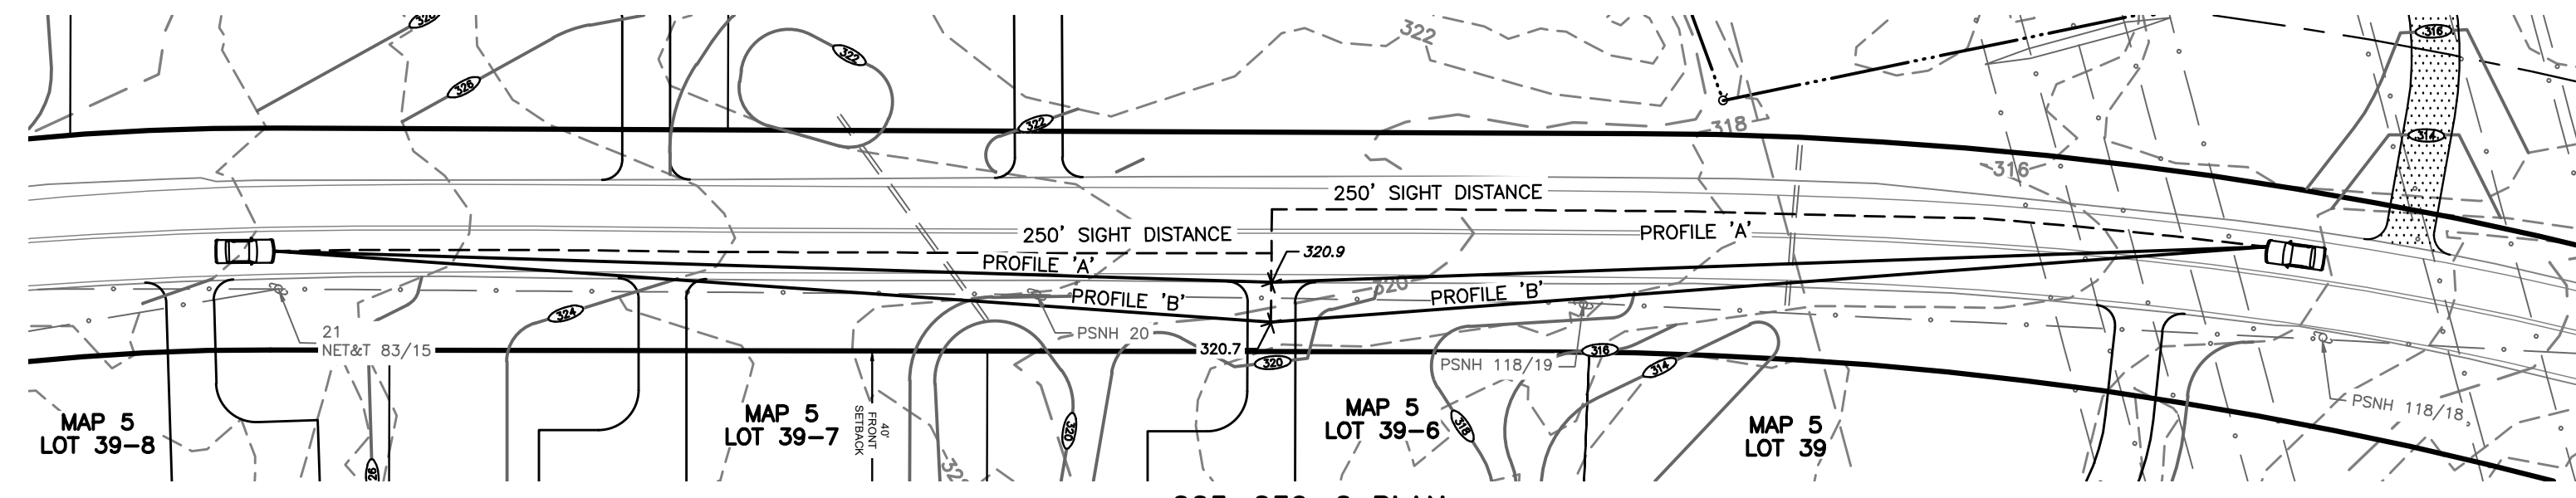 326
322
322
316
322
314
318
316
250' SIGHT DISTANCE
250' SIGHT DISTANCE
PROFILE 'A'
320.9
PROFILE 'A'
PROFILE 'B'
320
PROFILE 'B'
324
21
NET&T 83/15
PSNH 20
320.7
320
PSNH 118/19
316
314
PSNH 118/18
MAP 5
LOT 39-8
MAP 5
LOT 39-7
40'
FRONT
SETBACK
320
MAP 5
LOT 39-6
318
MAP 5
LOT 39